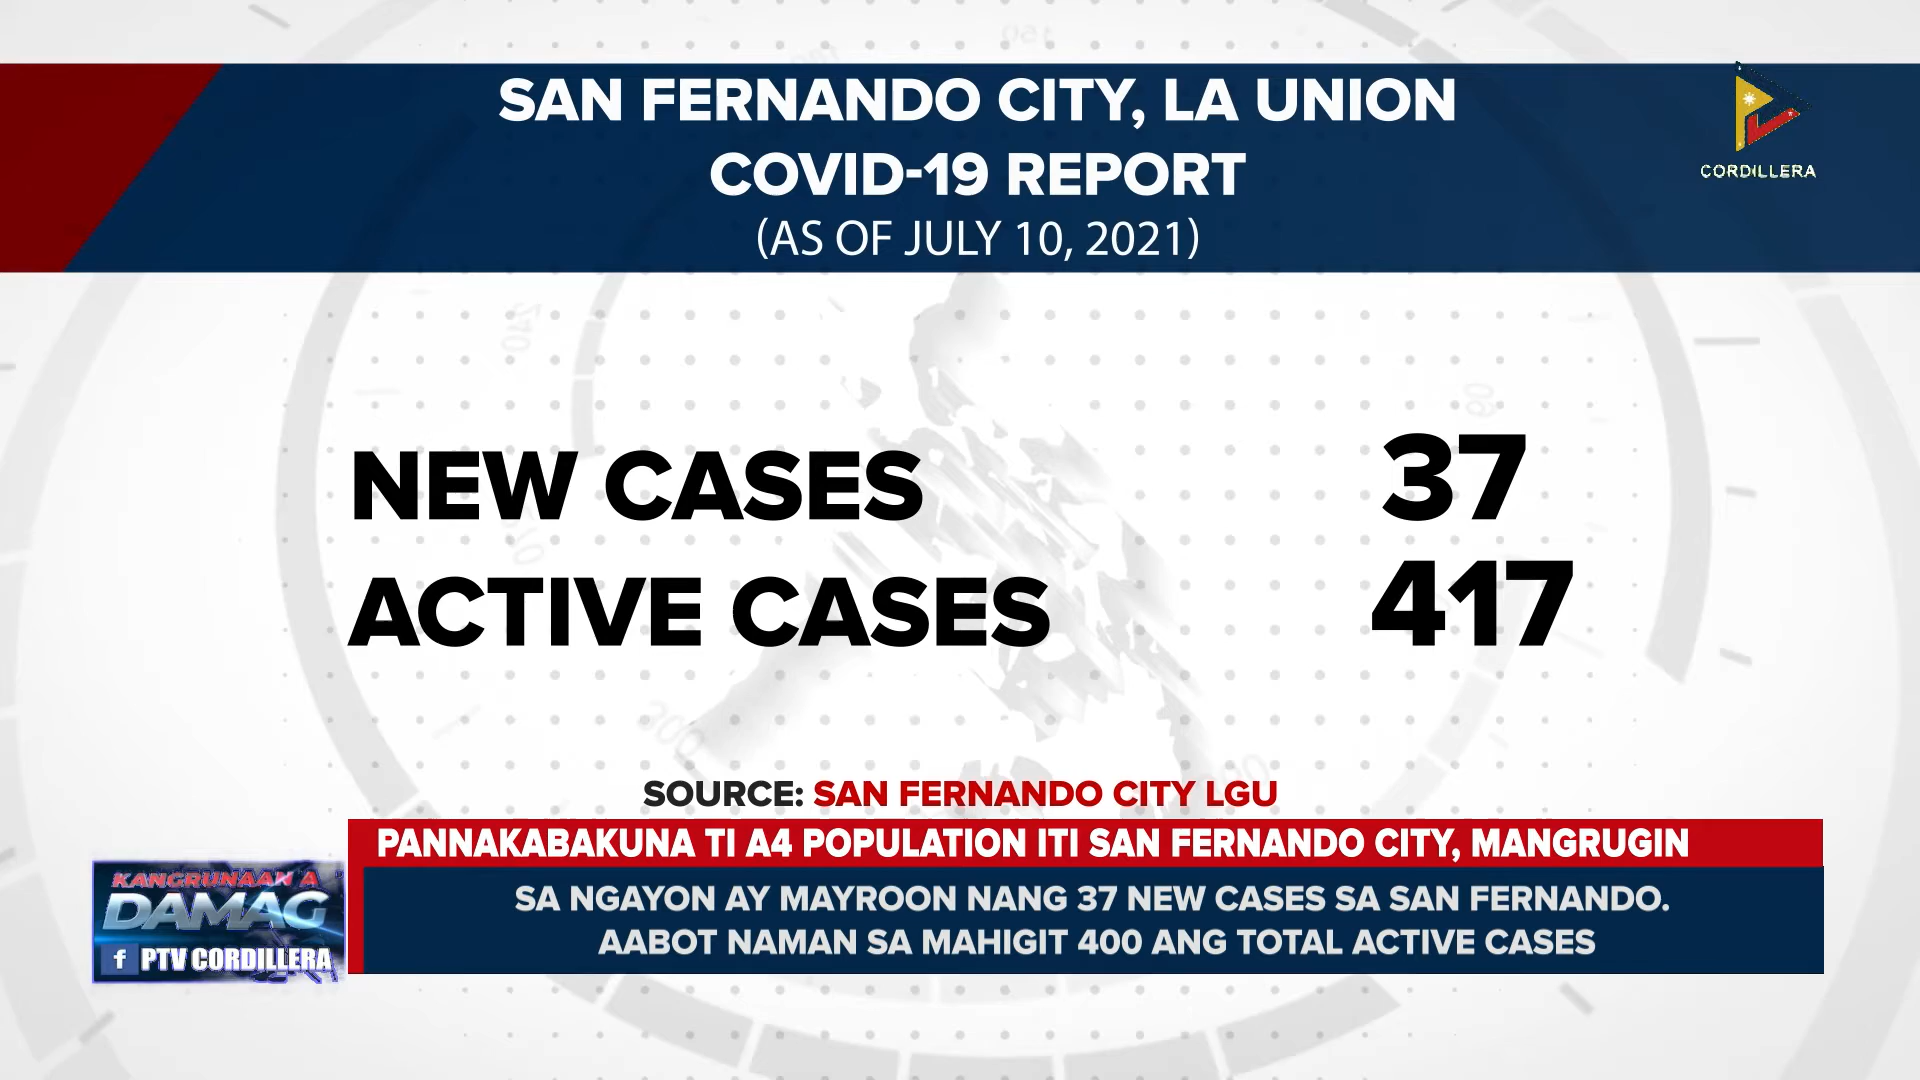 SAN FERNANDO CITY, LA UNION
COVID-19 REPORT
(AS OF JULY 10, 2021)
CORDILLERA
NEW CASES 37
ACTIVE CASES 417
SOURCE: SAN FERNANDO CITY LGU
PANNAKABAKUNA TI A4 POPULATION ITI SAN FERNANDO CITY, MANGRUGIN
SA NGAYON AY MAYROON NANG 37 NEW CASES SA SAN FERNANDO.
AABOT NAMAN SA MAHIGIT 400 ANG TOTAL ACTIVE CASES
KANGRUNAAN A
DAMAG
f PTV CORDILLERA